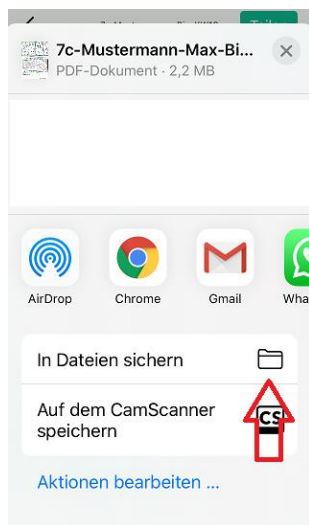 7c-Mustermann-Max-Bi...
PDF-Dokument · 2,2 MB
AirDrop
Chrome
Gmail
In Dateien sichern
Auf dem CamScanner
speichern
CS
Aktionen bearbeiten ...